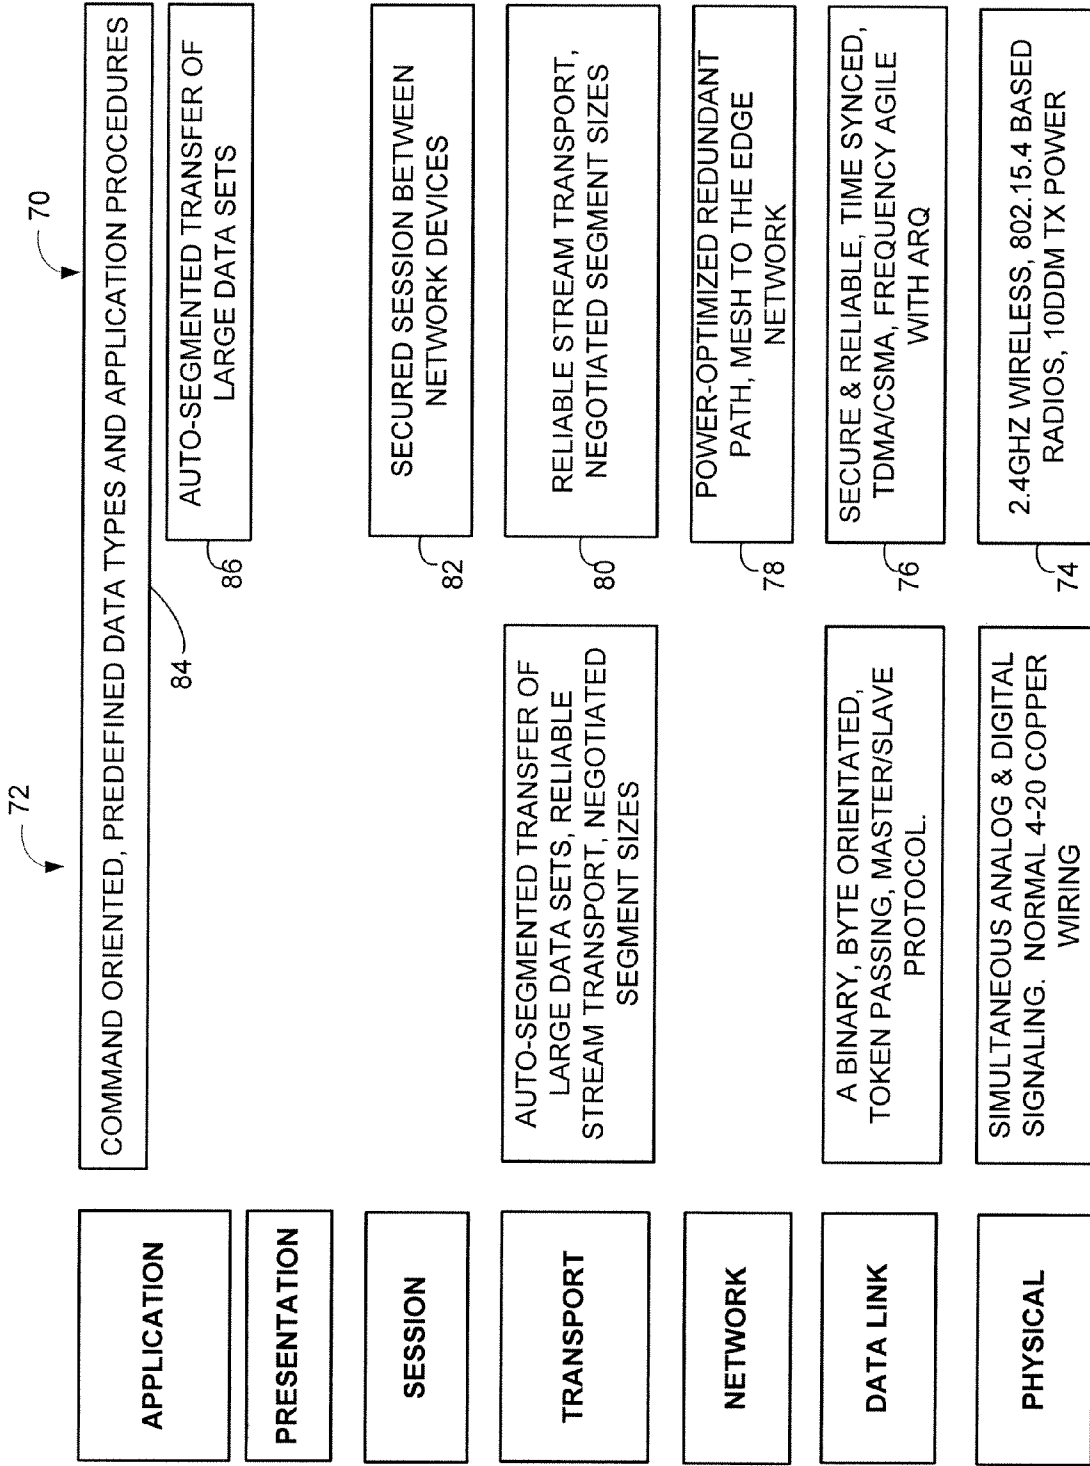 72
70
APPLICATION
COMMAND ORIENTED, PREDEFINED DATA TYPES AND APPLICATION PROCEDURES
84
AUTO-SEGMENTED TRANSFER OF
LARGE DATA SETS
86
PRESENTATION
SESSION
SECURED SESSION BETWEEN
NETWORK DEVICES
82
TRANSPORT
AUTO-SEGMENTED TRANSFER OF
LARGE DATA SETS, RELIABLE
STREAM TRANSPORT, NEGOTIATED
SEGMENT SIZES
RELIABLE STREAM TRANSPORT,
NEGOTIATED SEGMENT SIZES
80
NETWORK
POWER-OPTIMIZED REDUNDANT
PATH, MESH TO THE EDGE
NETWORK
78
DATA LINK
A BINARY, BYTE ORIENTATED,
TOKEN PASSING, MASTER/SLAVE
PROTOCOL.
SECURE & RELIABLE, TIME SYNCED,
TDMA/CSMA, FREQUENCY AGILE
WITH ARQ
76
PHYSICAL
SIMULTANEOUS ANALOG & DIGITAL
SIGNALING. NORMAL 4-20 COPPER
WIRING
2.4GHZ WIRELESS, 802.15.4 BASED
RADIOS, 10DDM TX POWER
74